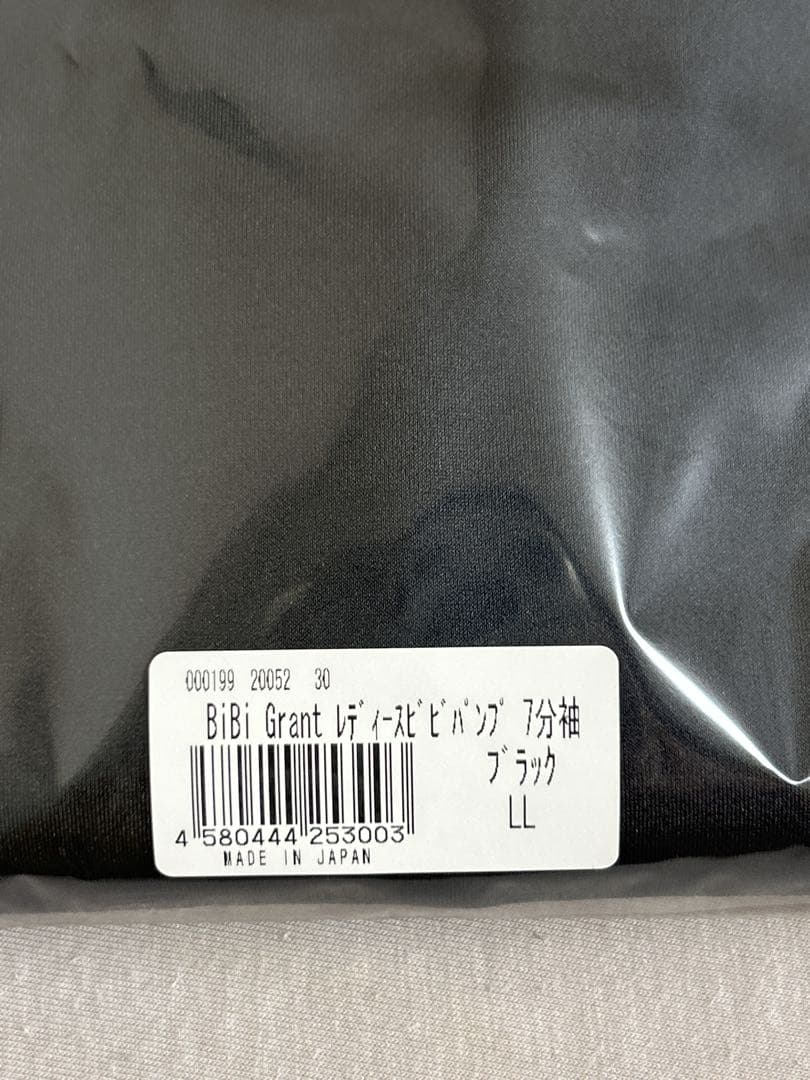 000199 20052 30
BiBi Grant ﾚﾃﾞｨｰｽﾋﾞﾋﾞﾊﾟﾝﾌﾟ 7分袖
ﾌﾞﾗｯｸ
LL
4 580444 253003
MADE IN JAPAN